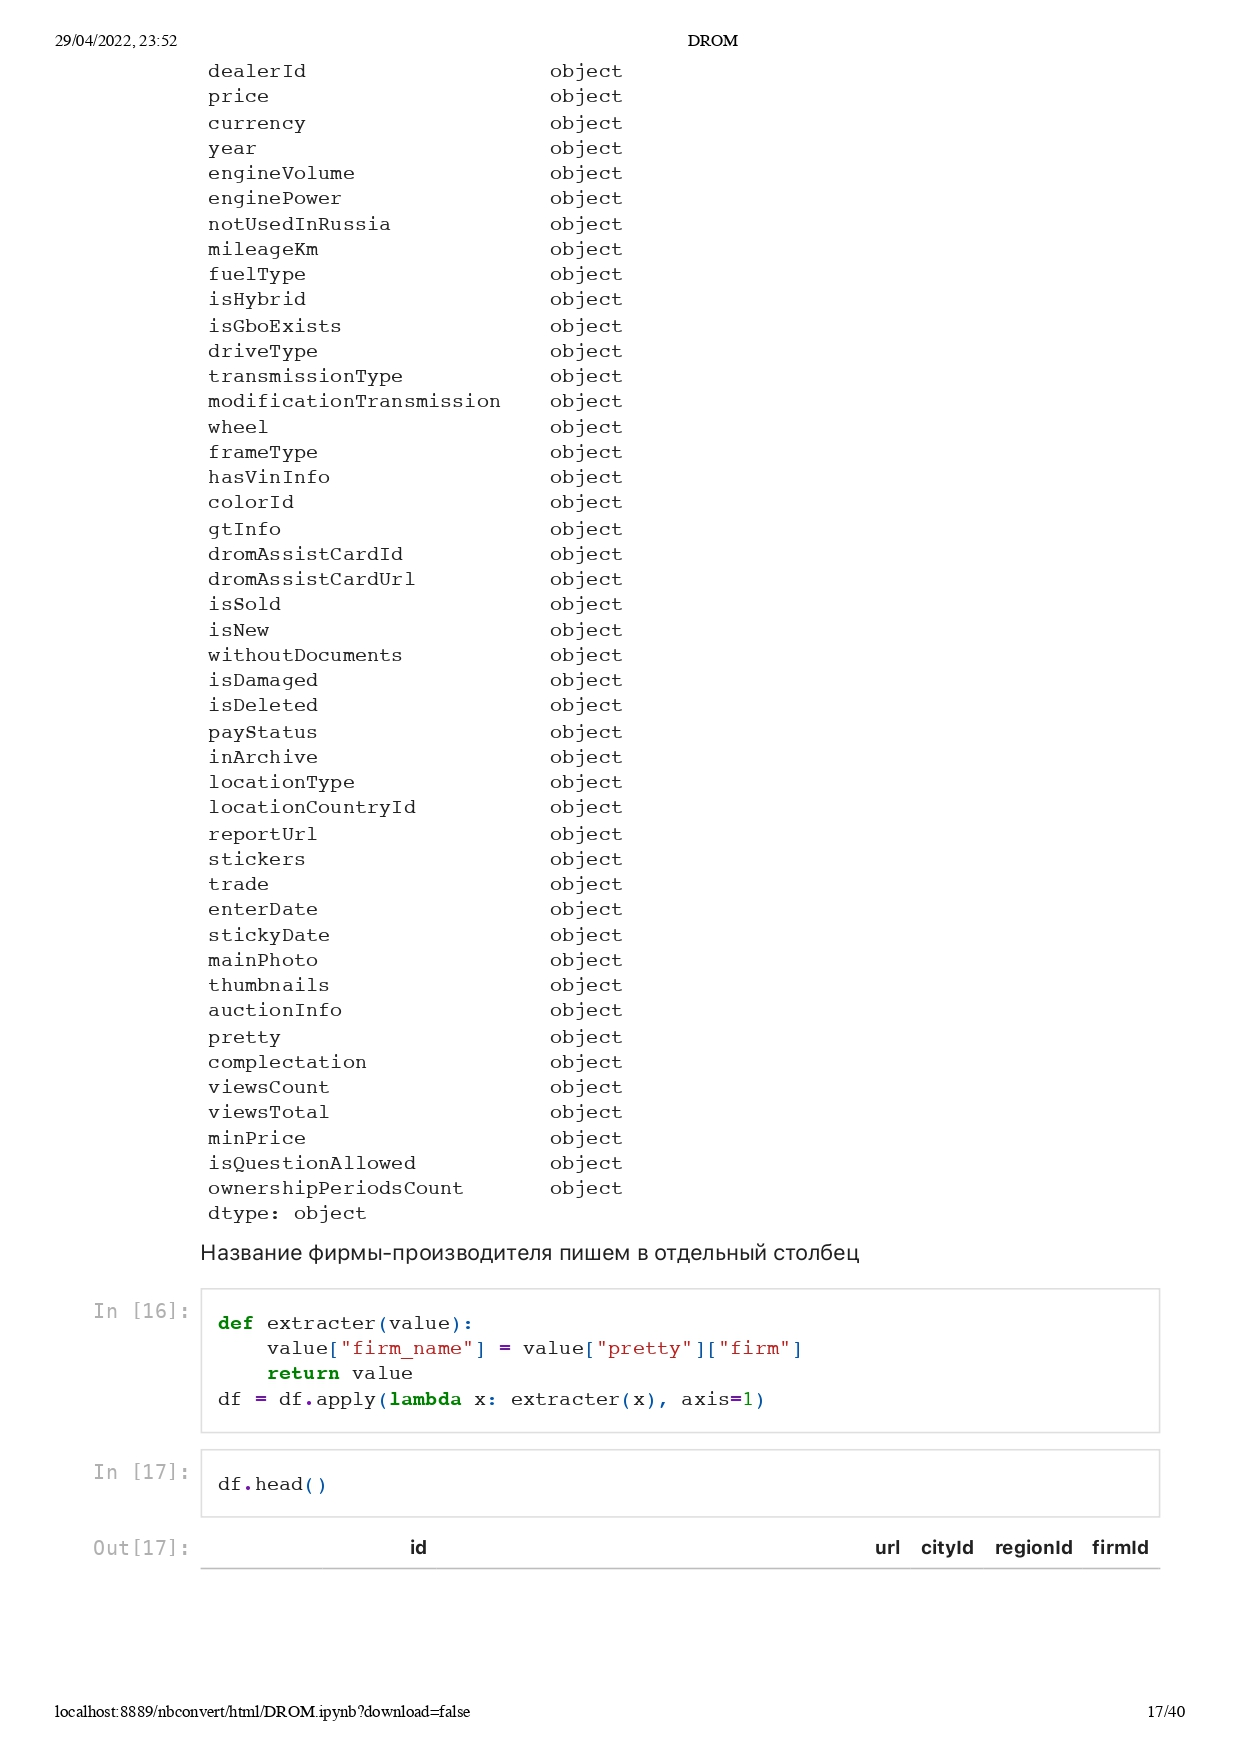 29/04/2022, 23:52 DROM
dealerId object
price object
currency object
year object
engineVolume object
enginePower object
notUsedInRussia object
mileageKm object
fuelType object
isHybrid object
isGboExists object
driveType object
transmissionType object
modificationTransmission object
wheel object
frameType object
hasVinInfo object
colorId object
gtInfo object
dromAssistCardId object
dromAssistCardUrl object
isSold object
isNew object
withoutDocuments object
isDamaged object
isDeleted object
payStatus object
inArchive object
locationType object
locationCountryId object
reportUrl object
stickers object
trade object
enterDate object
stickyDate object
mainPhoto object
thumbnails object
auctionInfo object
pretty object
complectation object
viewsCount object
viewsTotal object
minPrice object
isQuestionAllowed object
ownershipPeriodsCount object
dtype: object
Название фирмы-производителя пишем в отдельный столбец
In [16]:
def extracter(value):
    value["firm_name"] = value["pretty"]["firm"]
    return value
df = df.apply(lambda x: extracter(x), axis=1)
In [17]:
df.head()
Out[17]: id url cityId regionId firmId
localhost:8889/nbconvert/html/DROM.ipynb?download=false 17/40